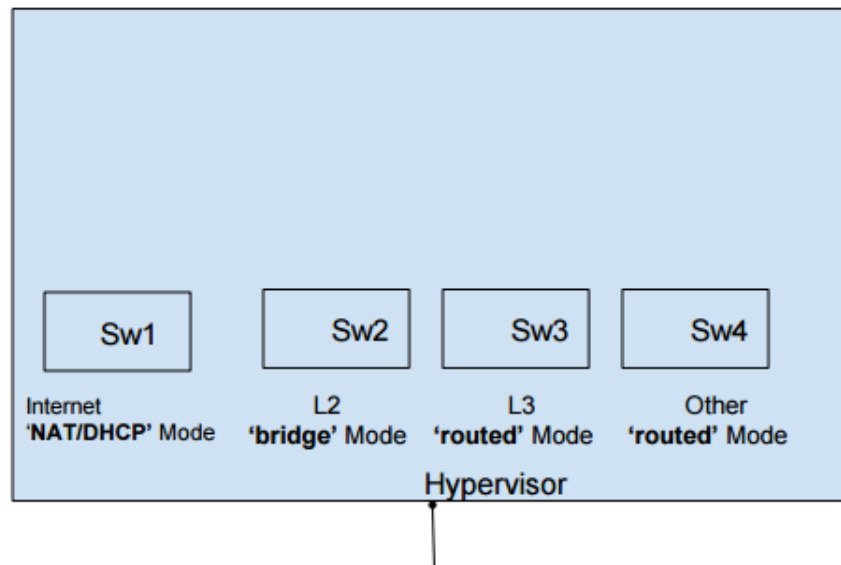 Sw1
Sw2
Sw3
Sw4
Internet
‘NAT/DHCP’ Mode
L2
‘bridge’ Mode
L3
‘routed’ Mode
Other
‘routed’ Mode
Hypervisor